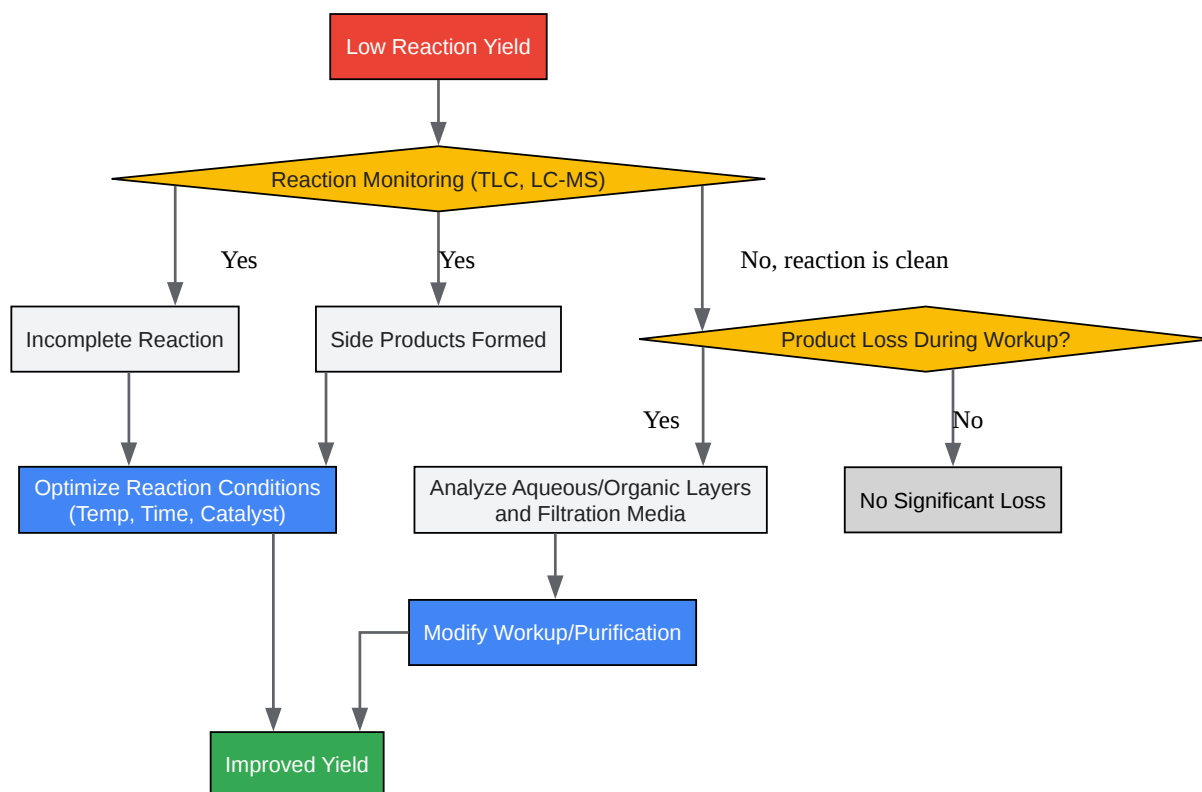 Low Reaction Yield
Reaction Monitoring (TLC, LC-MS)
Yes
Yes
No, reaction is clean
Incomplete Reaction
Side Products Formed
Product Loss During Workup?
Yes
No
Optimize Reaction Conditions
(Temp, Time, Catalyst)
Analyze Aqueous/Organic Layers
and Filtration Media
No Significant Loss
Modify Workup/Purification
Improved Yield